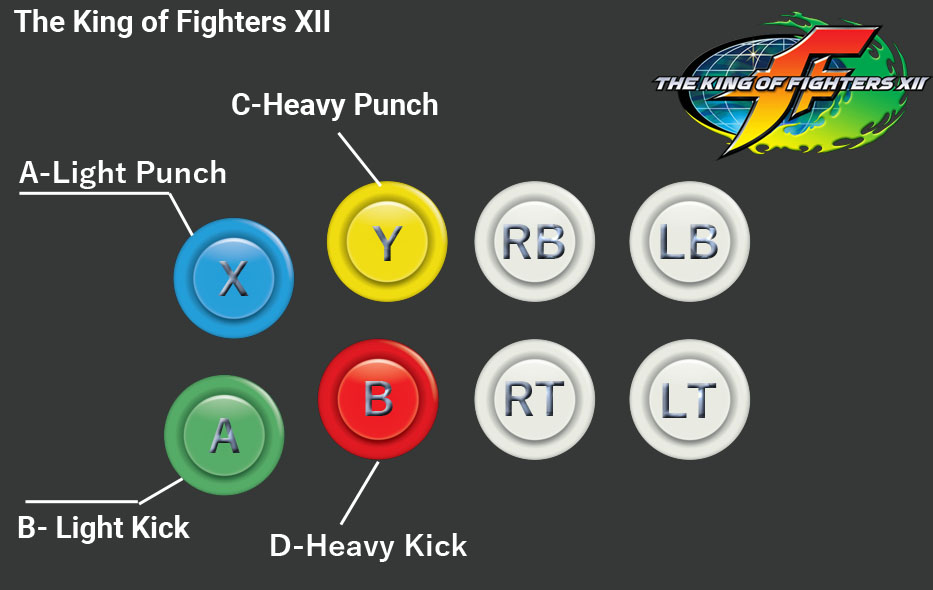 The King of Fighters XII
THE KING OF FIGHTERS XII
C-Heavy Punch
A-Light Punch
X
Y
RB
LB
A
B
RT
LT
B- Light Kick
D-Heavy Kick